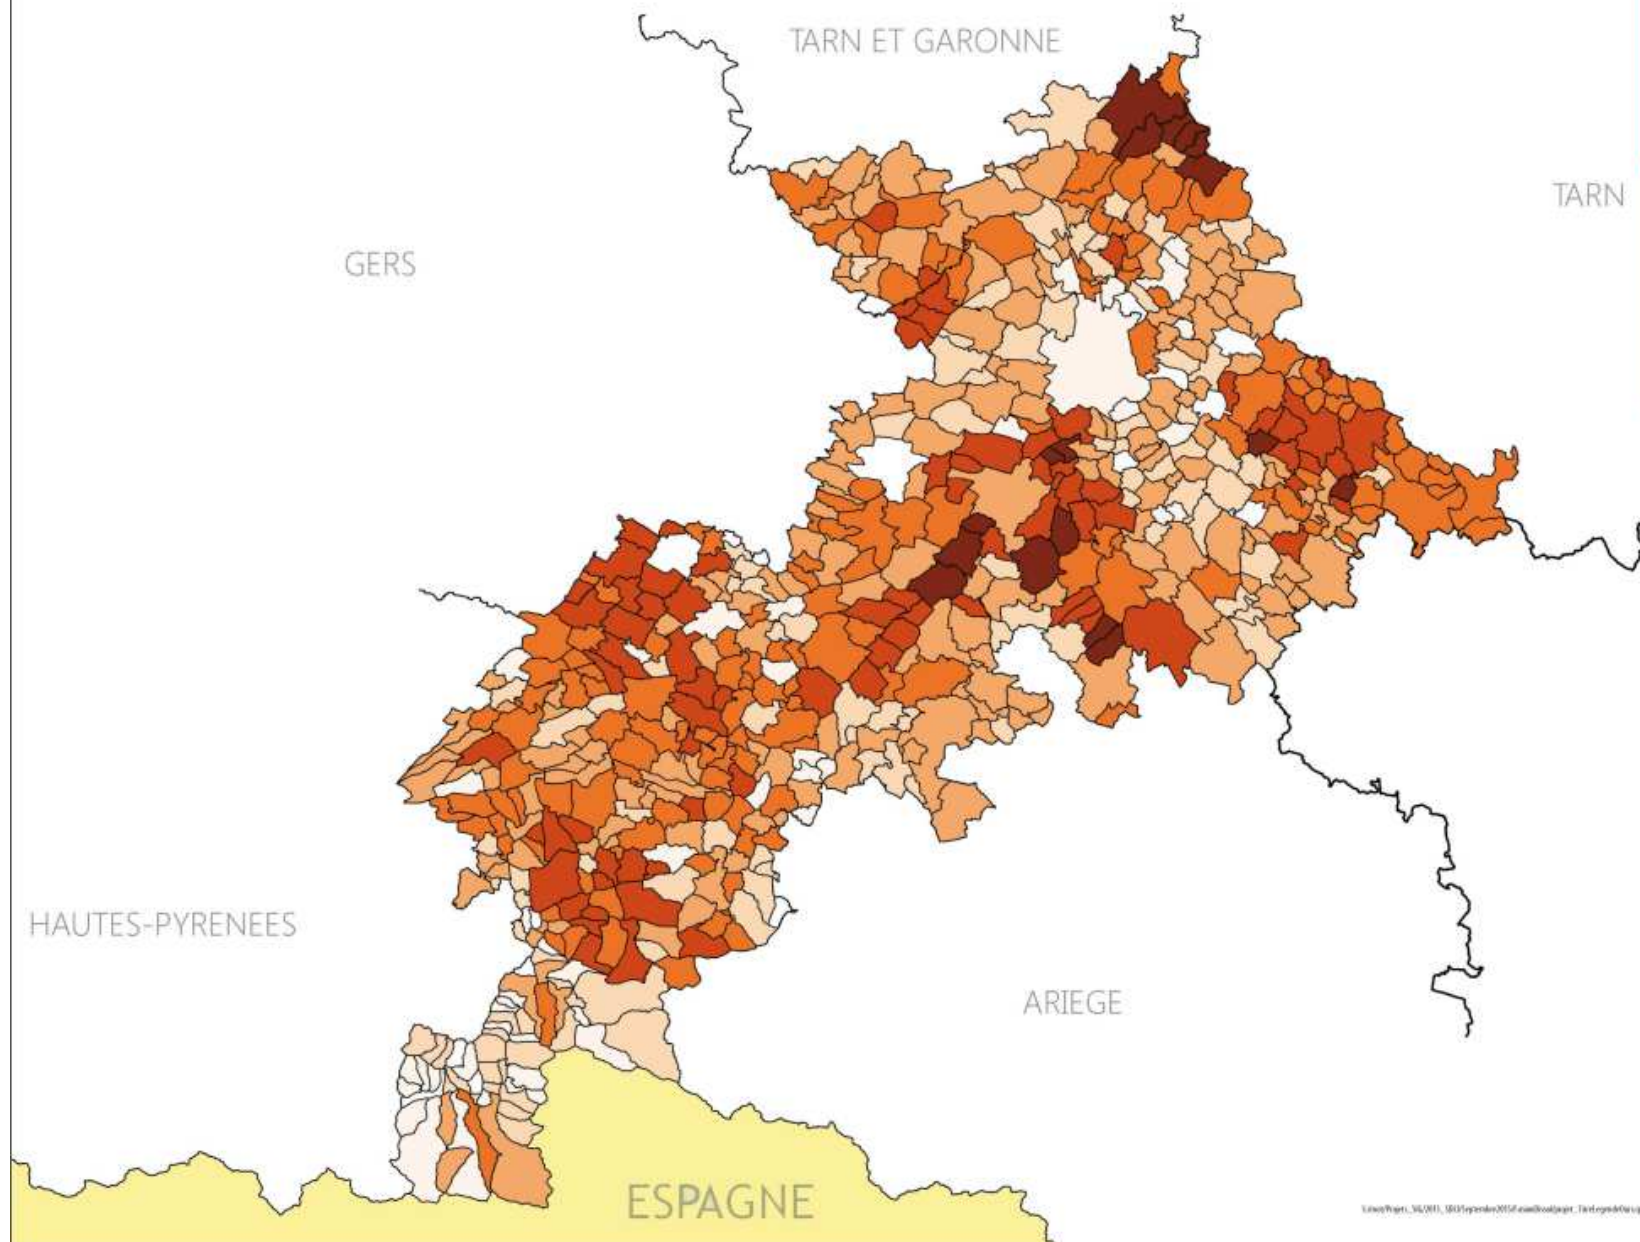 TARN ET GARONNE
TARN
GERS
HAUTES-PYRENEES
ARIEGE
ESPAGNE